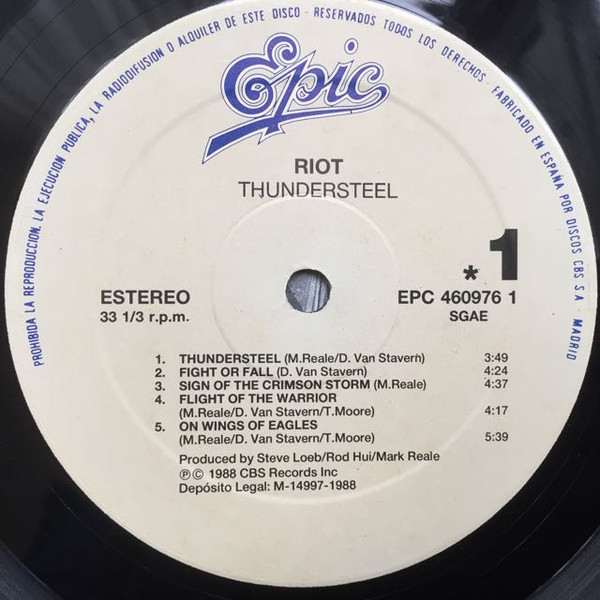 PROHIBIDA LA REPRODUCCION, LA EJECUCION PUBLICA, LA RADIODIFUSION O ALQUILER DE ESTE DISCO - RESERVADOS TODOS LOS DERECHOS - FABRICADO EN ESPAÑA POR DISCOS CBS S A - MADRID
Epic
RIOT
THUNDERSTEEL
* 1
ESTEREO
33 1/3 r.p.m.
EPC 460976 1
SGAE
1. THUNDERSTEEL (M.Reale/D. Van Stavern) 3:49
2. FIGHT OR FALL (D. Van Stavern) 4:24
3. SIGN OF THE CRIMSON STORM (M.Reale) 4:37
4. FLIGHT OF THE WARRIOR
(M.Reale/D. Van Stavern/T.Moore) 4:17
5. ON WINGS OF EAGLES
(M.Reale/D. Van Stavern/T.Moore) 5:39
Produced by Steve Loeb/Rod Hui/Mark Reale
℗© 1988 CBS Records Inc
Depósito Legal: M-14997-1988